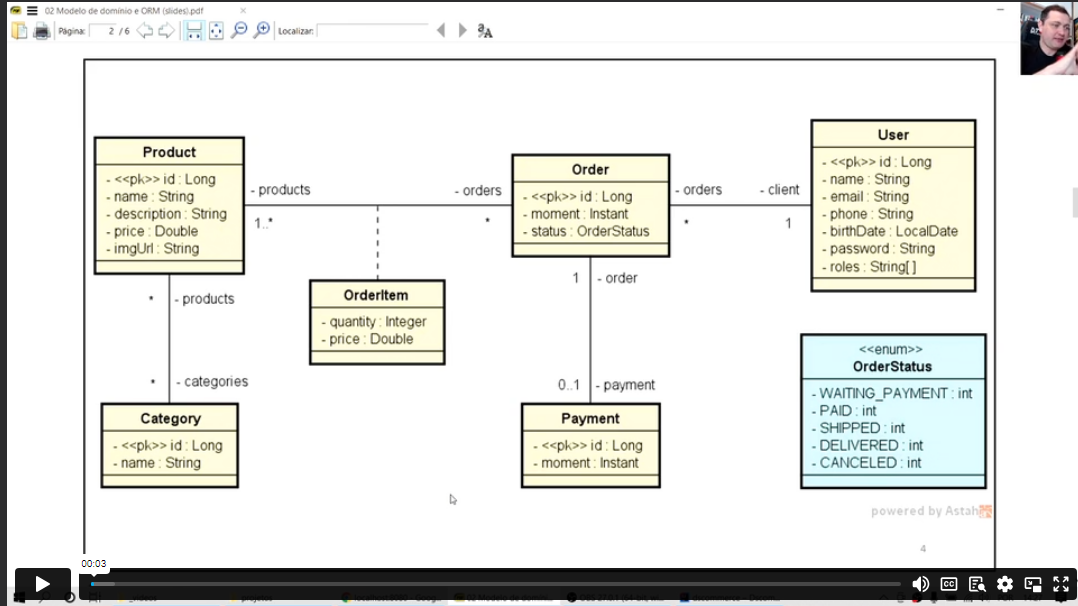 02 Modelo de domínio e ORM (slides).pdf
Página: 2 / 6 Localizar:
Product
- <<pk>> id : Long
- name : String
- description : String
- price : Double
- imgUrl : String
- products
1..*
- orders
*
Order
- <<pk>> id : Long
- moment : Instant
- status : OrderStatus
- orders
*
- client
1
User
- <<pk>> id : Long
- name : String
- email : String
- phone : String
- birthDate : LocalDate
- password : String
- roles : String[ ]
* - products
OrderItem
- quantity : Integer
- price : Double
1 - order
* - categories
0..1 - payment
Category
- <<pk>> id : Long
- name : String
Payment
- <<pk>> id : Long
- moment : Instant
<<enum>>
OrderStatus
- WAITING_PAYMENT : int
- PAID : int
- SHIPPED : int
- DELIVERED : int
- CANCELED : int
powered by Astah
4
00:03
CC